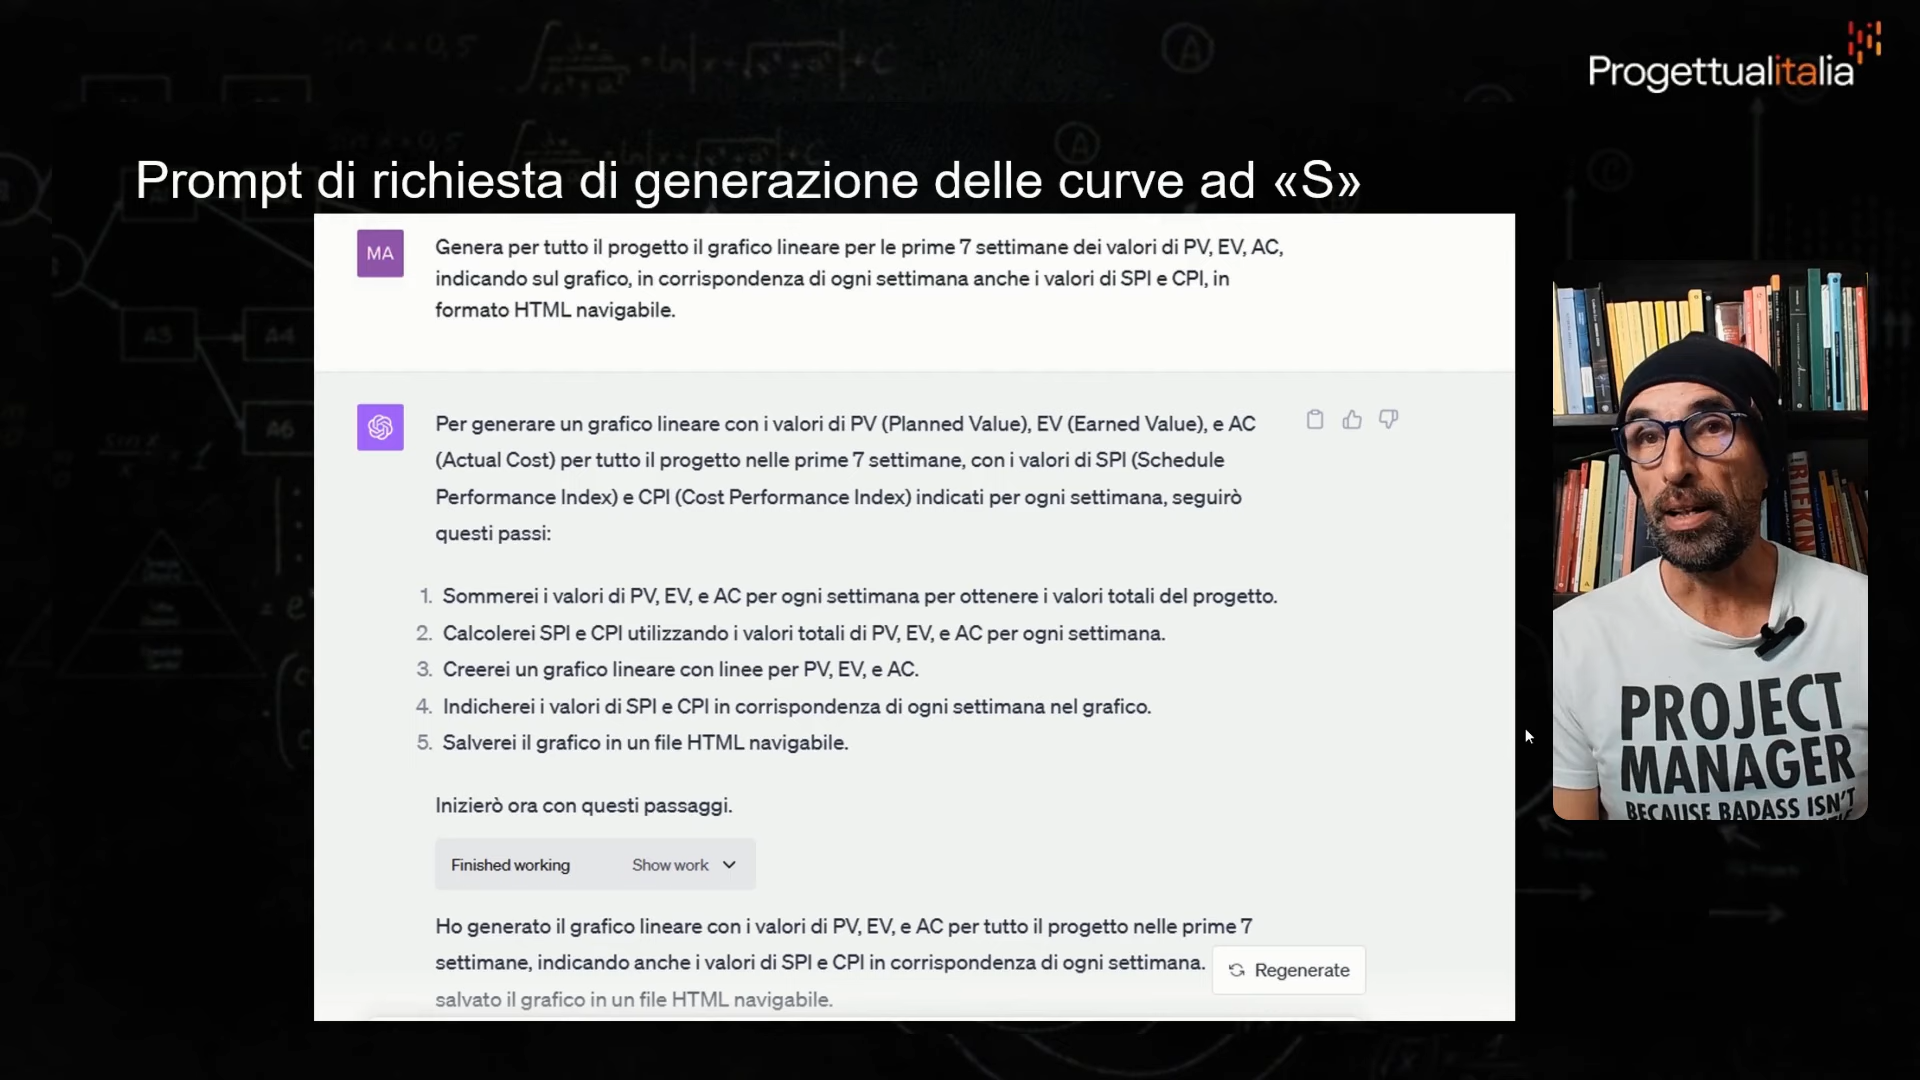 Progettualitalia
Prompt di richiesta di generazione delle curve ad «S»
MA
Genera per tutto il progetto il grafico lineare per le prime 7 settimane dei valori di PV, EV, AC,
indicando sul grafico, in corrispondenza di ogni settimana anche i valori di SPI e CPI, in
formato HTML navigabile.
Per generare un grafico lineare con i valori di PV (Planned Value), EV (Earned Value), e AC
(Actual Cost) per tutto il progetto nelle prime 7 settimane, con i valori di SPI (Schedule
Performance Index) e CPI (Cost Performance Index) indicati per ogni settimana, seguirò
questi passi:
1. Sommerei i valori di PV, EV, e AC per ogni settimana per ottenere i valori totali del progetto.
2. Calcolerei SPI e CPI utilizzando i valori totali di PV, EV, e AC per ogni settimana.
3. Creerei un grafico lineare con linee per PV, EV, e AC.
4. Indicherei i valori di SPI e CPI in corrispondenza di ogni settimana nel grafico.
5. Salverei il grafico in un file HTML navigabile.
Inizierò ora con questi passaggi.
Finished working Show work
Ho generato il grafico lineare con i valori di PV, EV, e AC per tutto il progetto nelle prime 7
settimane, indicando anche i valori di SPI e CPI in corrispondenza di ogni settimana.
salvato il grafico in un file HTML navigabile.
Regenerate
PROJECT
MANAGER
BECAUSE BADASS ISN'T
A3
A4
A6